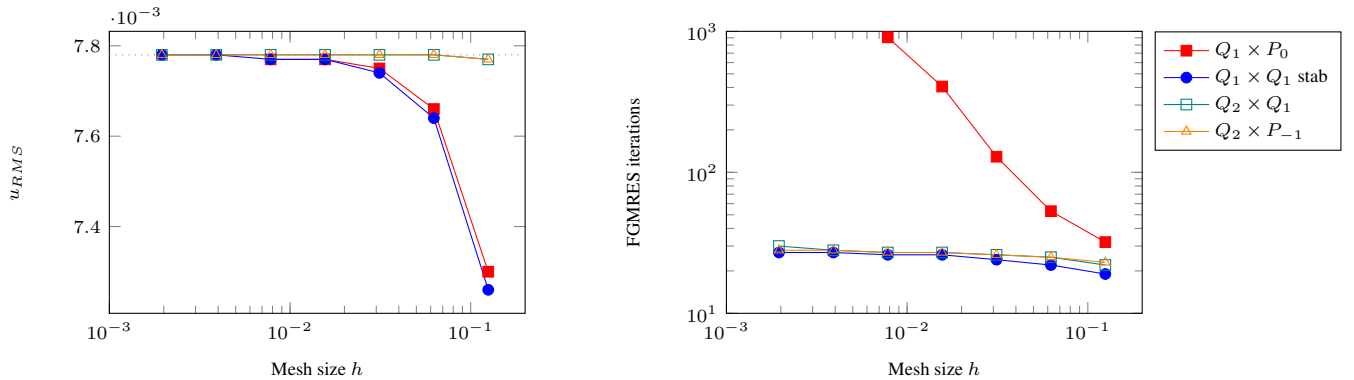 ·10⁻³
7.8
7.6
7.4
u_{RMS}
10⁻³
10⁻²
10⁻¹
Mesh size h
10³
10²
10¹
FGMRES iterations
10⁻³
10⁻²
10⁻¹
Mesh size h
Q₁ × P₀
Q₁ × Q₁ stab
Q₂ × Q₁
Q₂ × P₋₁